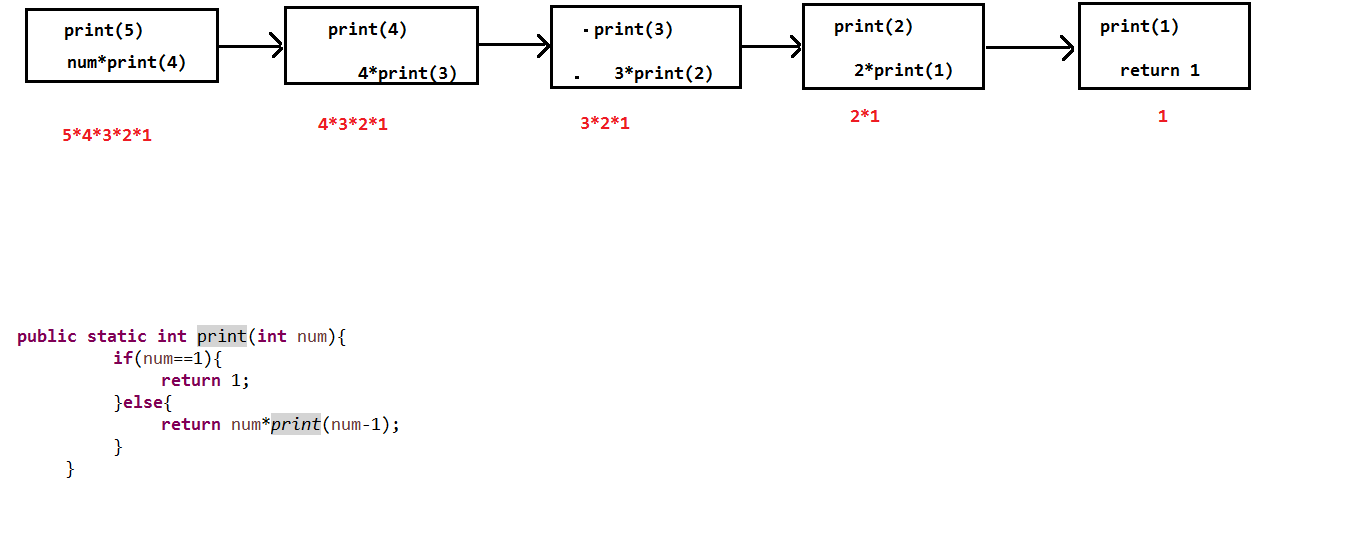 print(5)
num*print(4)
print(4)
4*print(3)
print(3)
3*print(2)
print(2)
2*print(1)
print(1)
return 1
5*4*3*2*1
4*3*2*1
3*2*1
2*1
1
public static int print(int num){
if(num==1){
return 1;
}else{
return num*print(num-1);
}
}